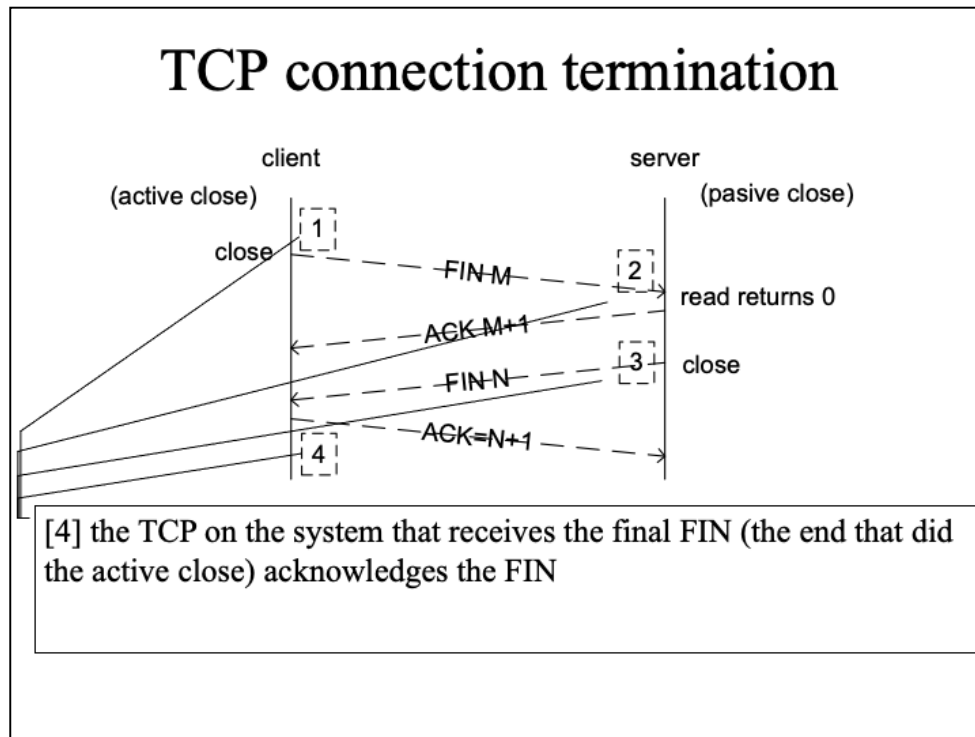 TCP connection termination
client
server
(active close)
(pasive close)
1
close
FIN M
2
read returns 0
ACK M+1
3
close
FIN N
ACK=N+1
4
[4] the TCP on the system that receives the final FIN (the end that did
the active close) acknowledges the FIN